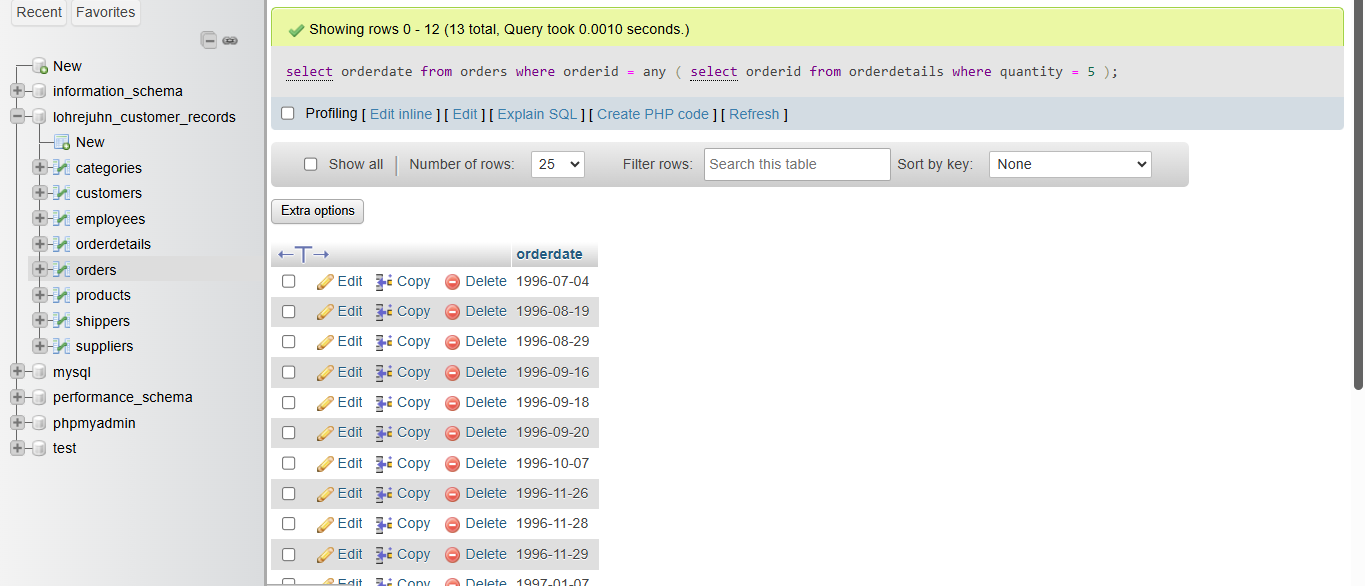 Recent Favorites
New
information_schema
lohrejuhn_customer_records
New
categories
customers
employees
orderdetails
orders
products
shippers
suppliers
mysql
performance_schema
phpmyadmin
test
Showing rows 0 - 12 (13 total, Query took 0.0010 seconds.)
select orderdate from orders where orderid = any ( select orderid from orderdetails where quantity = 5 );
Profiling [ Edit inline ] [ Edit ] [ Explain SQL ] [ Create PHP code ] [ Refresh ]
Show all | Number of rows: 25 Filter rows: Search this table Sort by key: None
Extra options
←T→ orderdate
Edit Copy Delete 1996-07-04
Edit Copy Delete 1996-08-19
Edit Copy Delete 1996-08-29
Edit Copy Delete 1996-09-16
Edit Copy Delete 1996-09-18
Edit Copy Delete 1996-09-20
Edit Copy Delete 1996-10-07
Edit Copy Delete 1996-11-26
Edit Copy Delete 1996-11-28
Edit Copy Delete 1996-11-29
Edit Copy Delete 1997-01-07